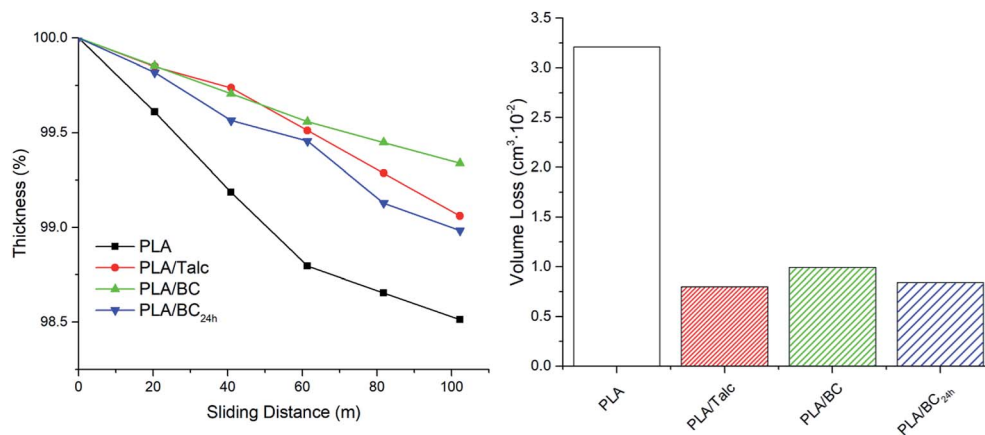 100.0
99.5
99.0
98.5
Thickness (%)
PLA
PLA/Talc
PLA/BC
PLA/BC24h
0
20
40
60
80
100
Sliding Distance (m)
3.5
3.0
2.5
2.0
1.5
1.0
0.5
0.0
Volume Loss (cm³·10⁻²)
PLA
PLA/Talc
PLA/BC
PLA/BC24h